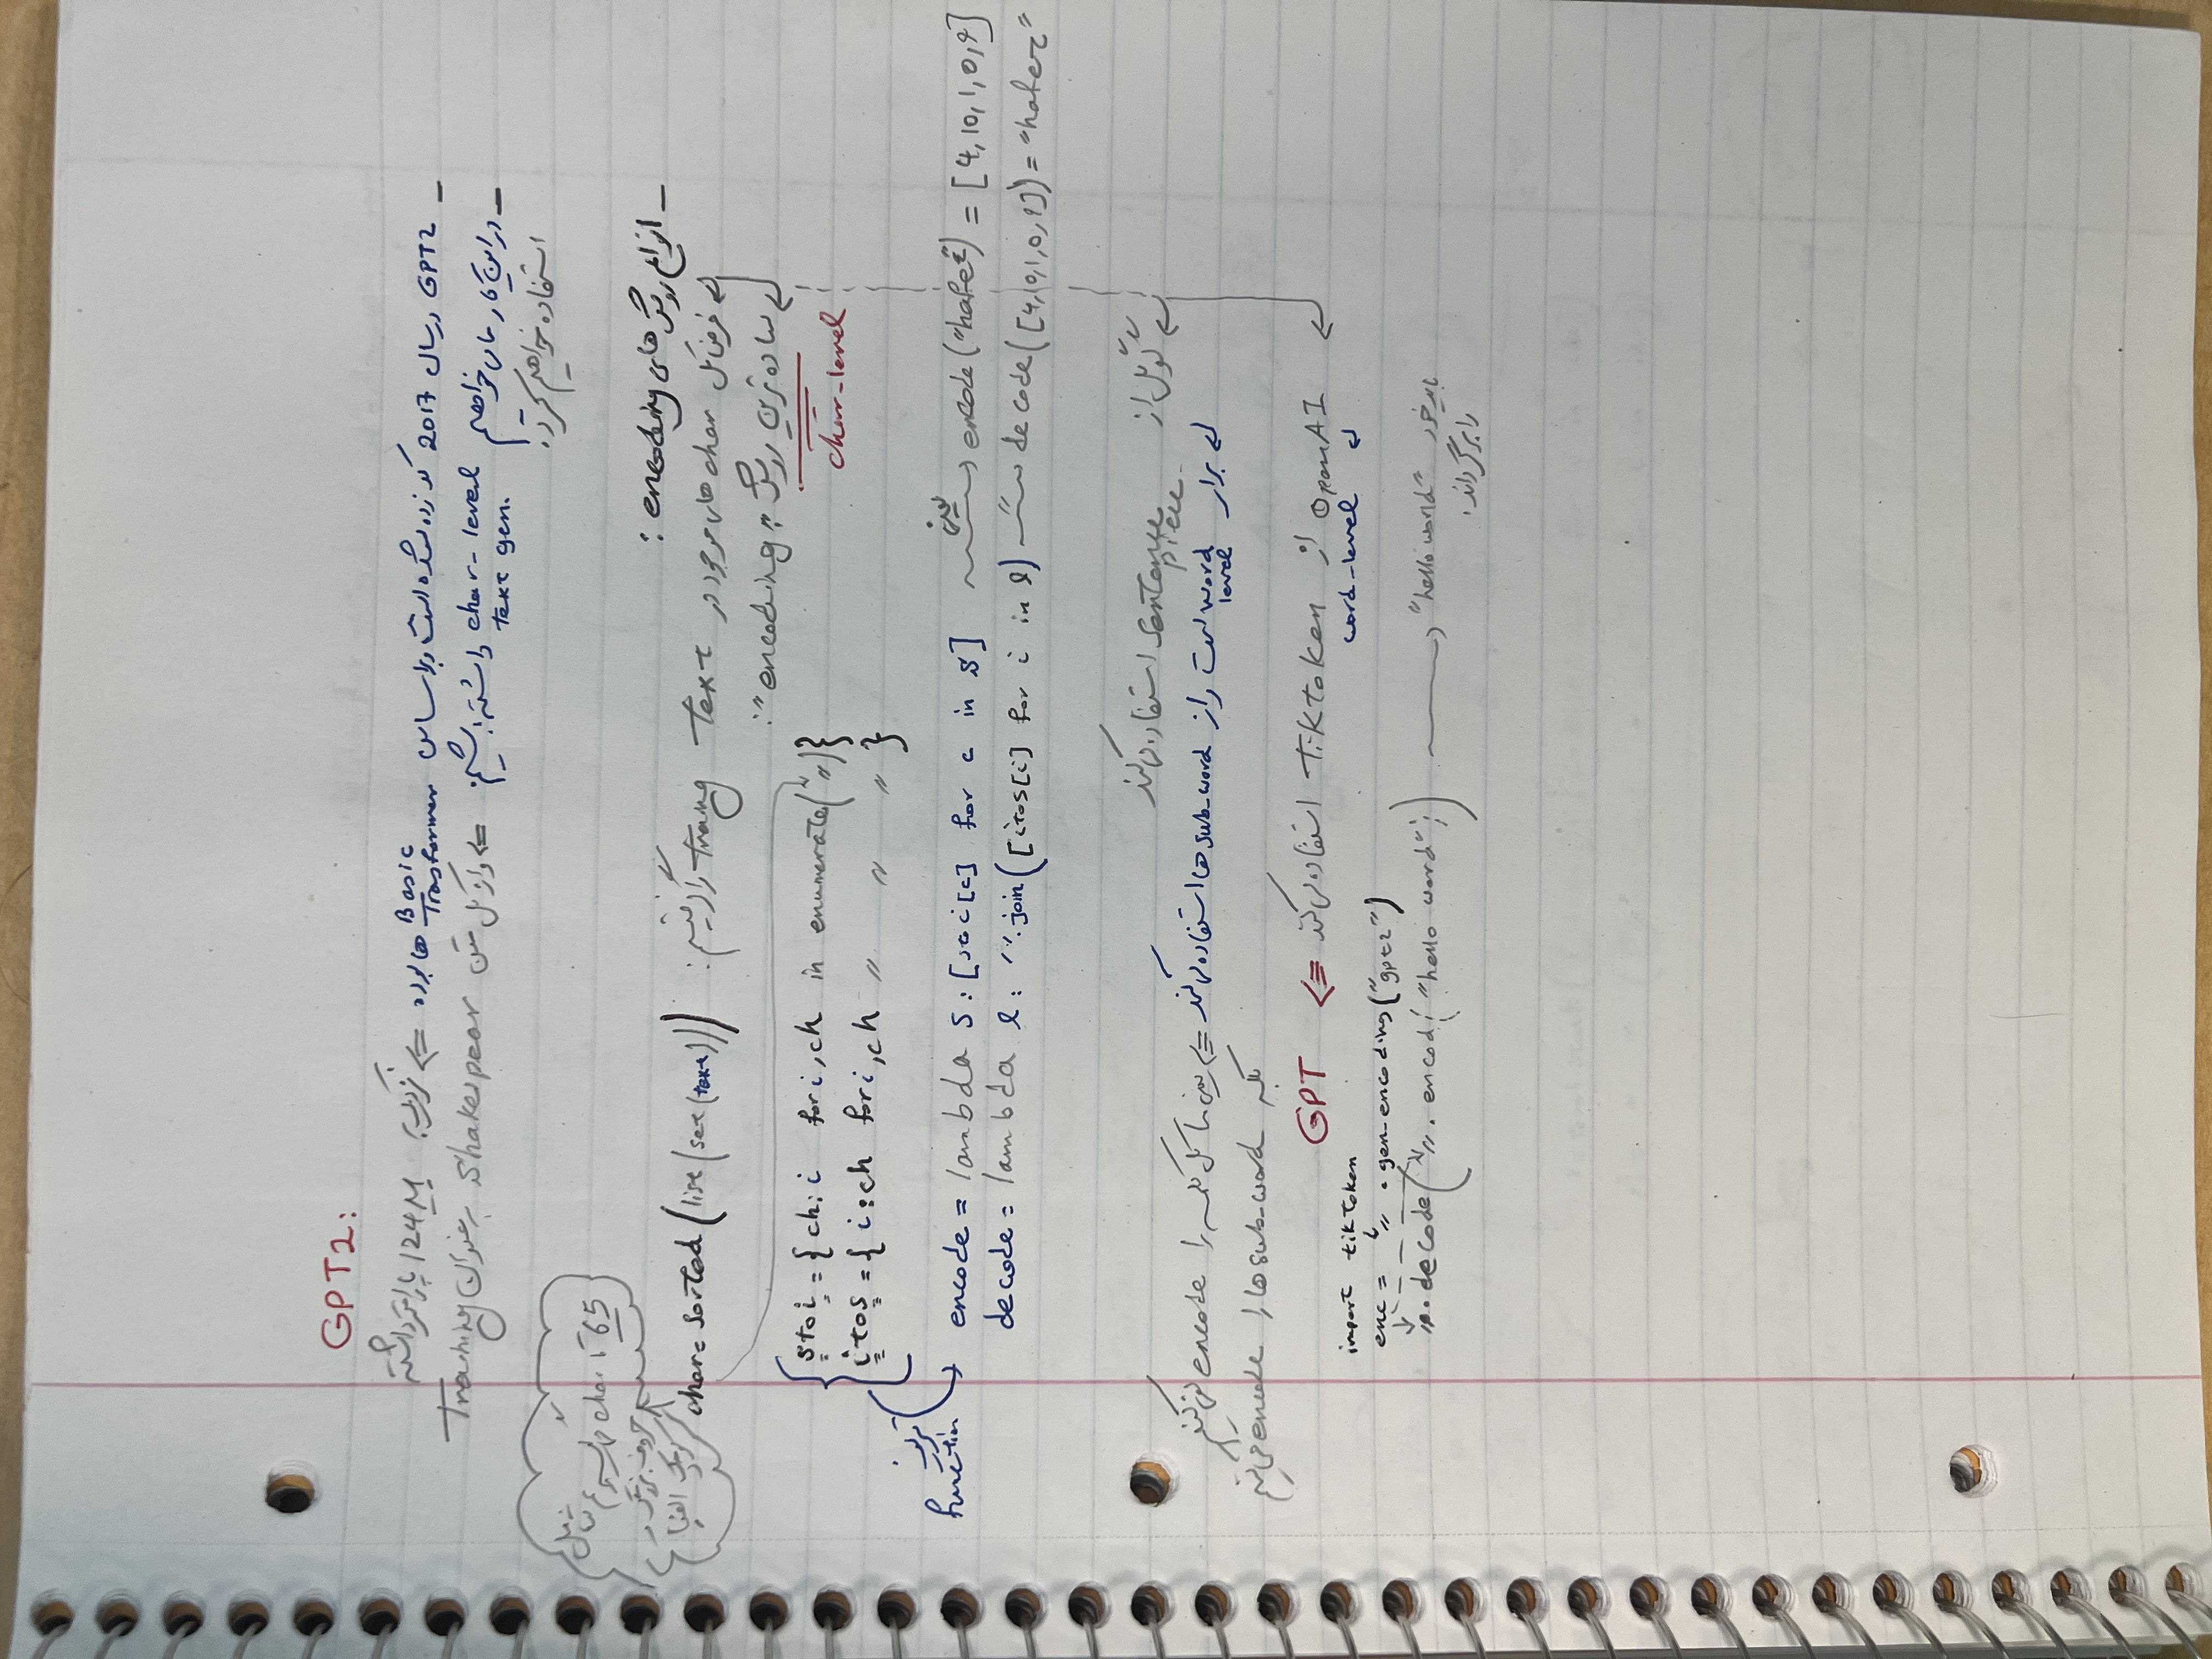 GPT2:
- GPT2 در سال 2017 کد زده شده است و بر اساس Basic Trasformer ها بوده <= نزدیک به 124M پارامتر داشته
- در این کار ما می خواهیم char-level text gen. داشته باشیم. <= و از کل متن Shakespear به عنوان Training
استفاده خواهیم کرد.
65 تا char می شود شامل
حروف بزرگ و
کوچک الفبا
- انواع روش های encoding :
فرض کل char های موجود در Text Traing را گرفتیم: char= sorted(list(set(text)))
ساده ترین روش "encoding":
char-level
stoi = { ch: i for i,ch in enumerate(〃)}
itos = { i:ch for i,ch 〃 〃 〃 }
function
encode = lambda s: [stoi[c] for c in s] یعنی → encode("hafez") = [4,10,1,0,9]
decode = lambda l: "".join([itos[i] for i in l) → decode([4,10,1,0,9]) = "hafez"
گوگل از Sentence piece استفاده می کند
برای word level است و از sub-word ها استفاده می کند <= یعنی ما کل کلمه را encode نمی کنیم
بلکه sub-word ها را encode می کنیم
OpenAI از Tiktoken استفاده می کند <= GPT
word-level
import tiktoken
enc = 〃 . gen-encoding("gpt2")
〃.decode(〃. encod("hello word")) → "hello world" باید خود
را برگرداند.